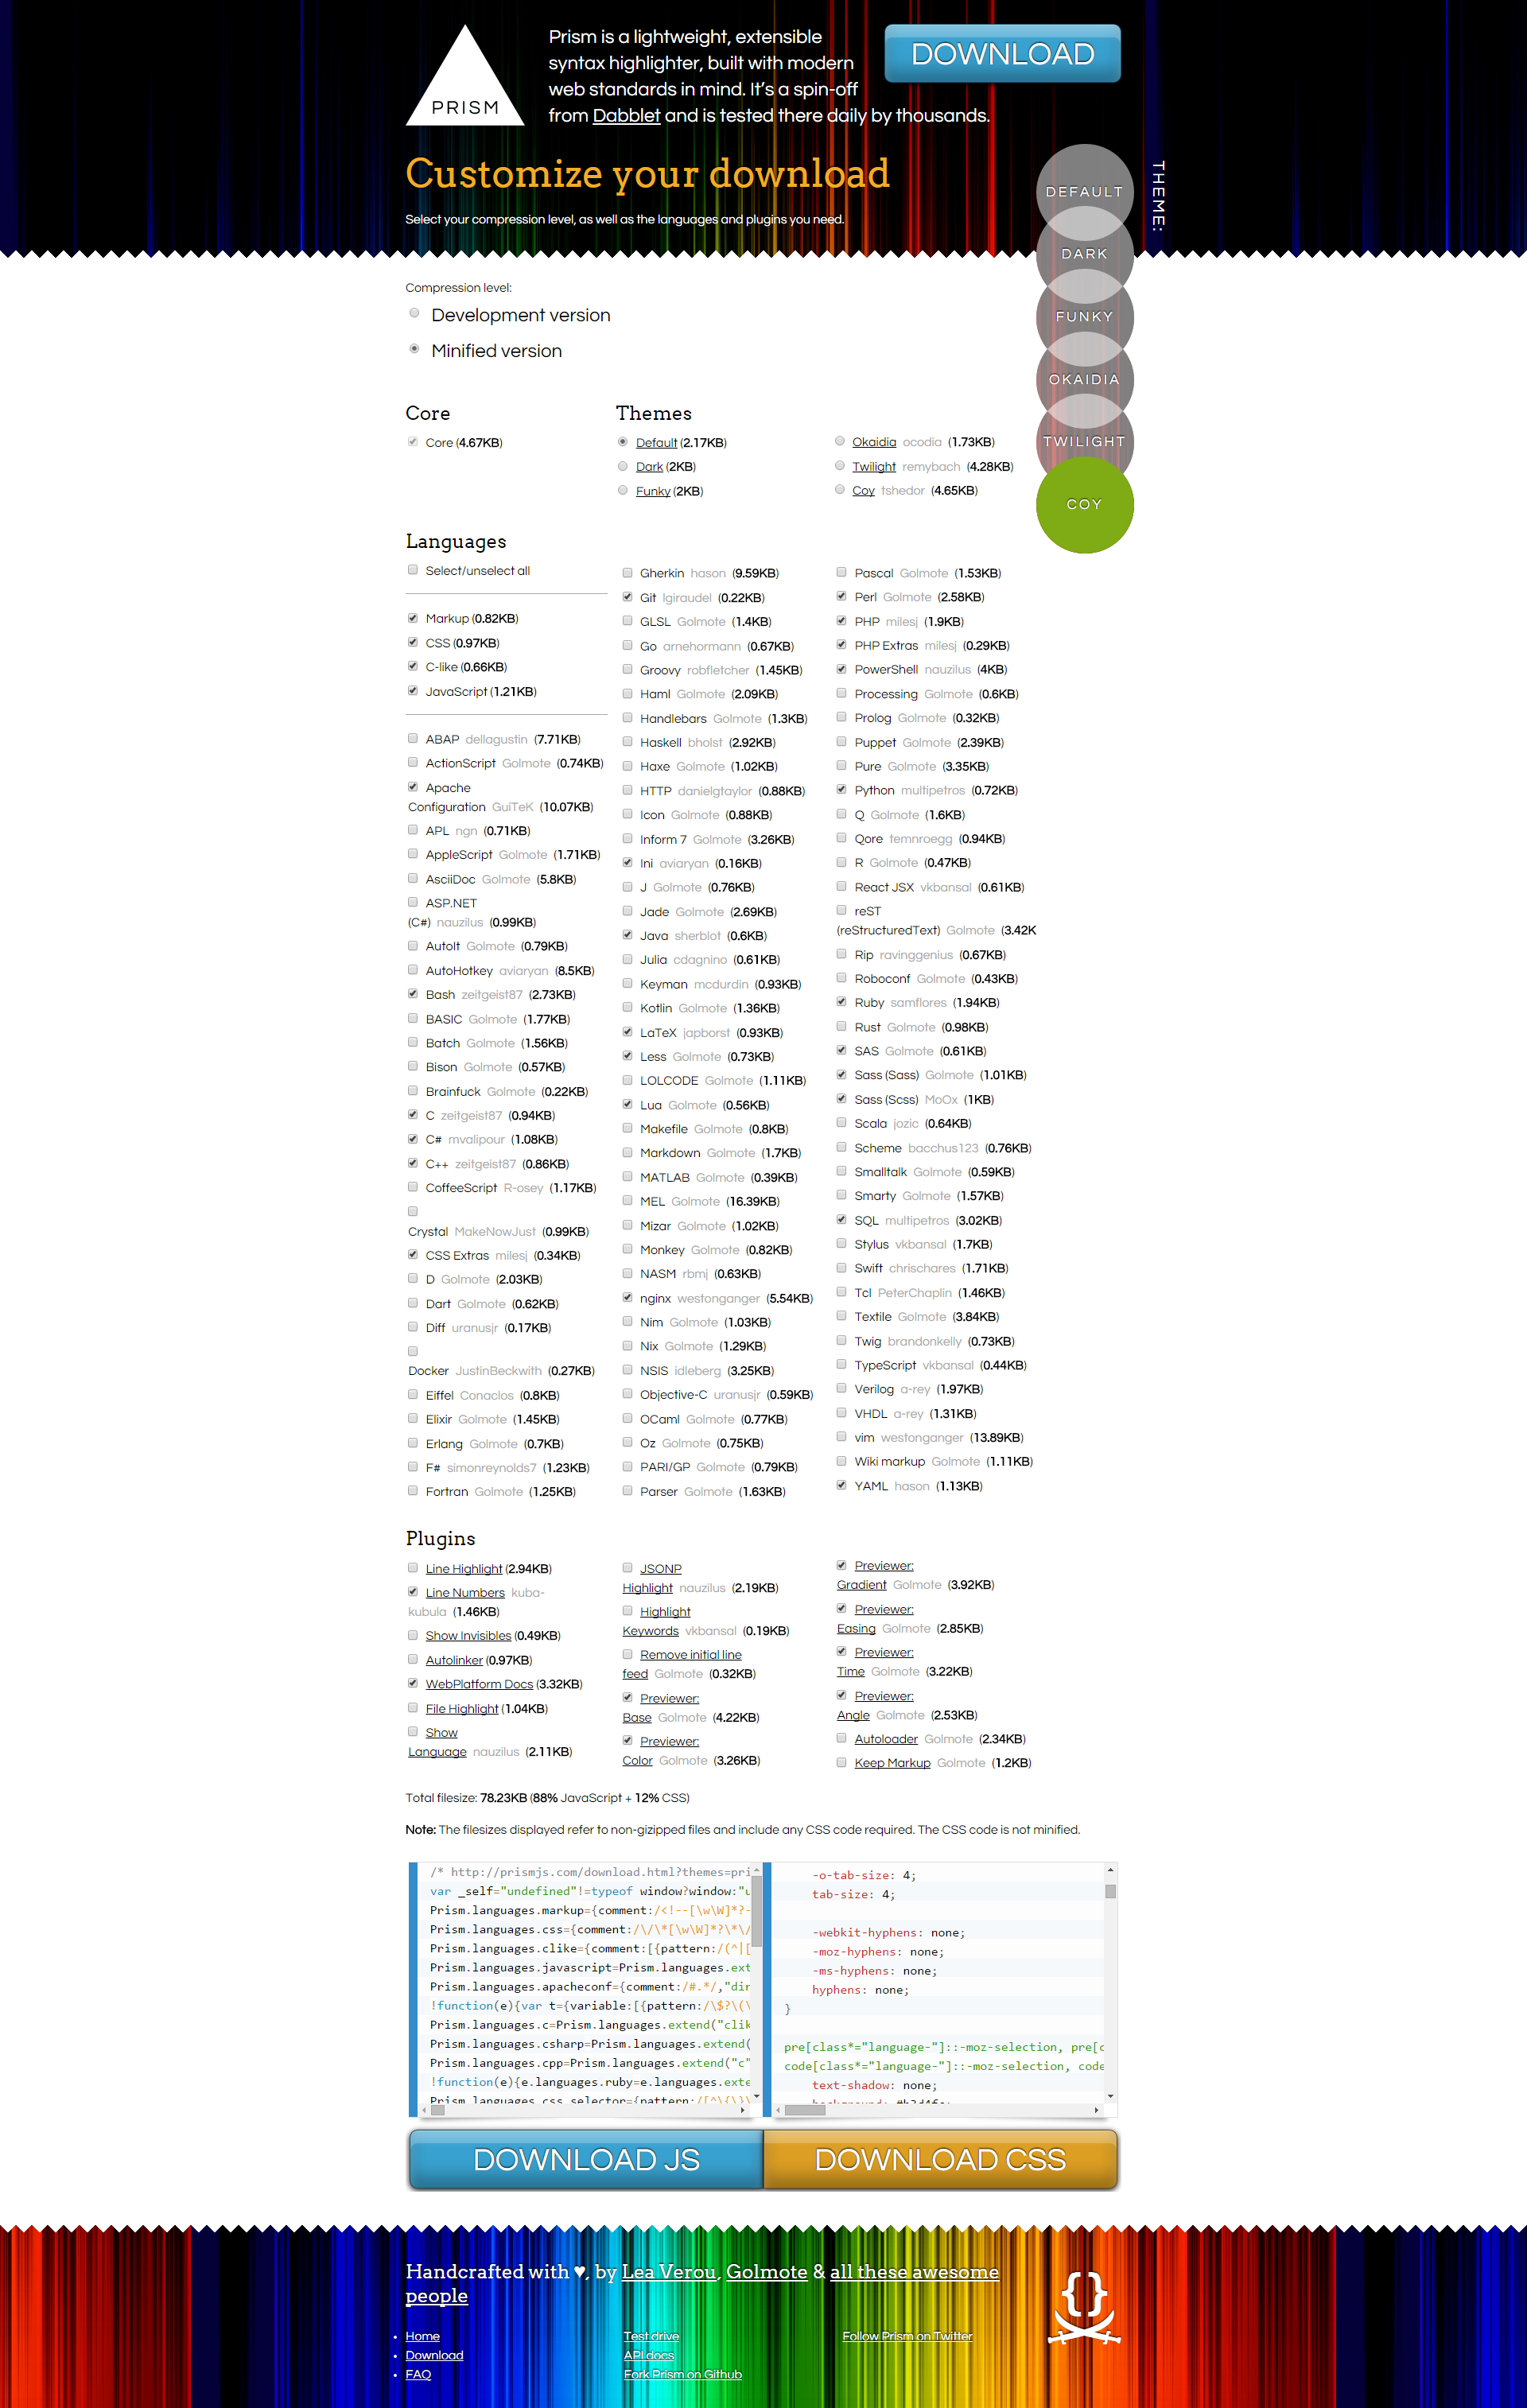 PRISM
Prism is a lightweight, extensible
syntax highlighter, built with modern
web standards in mind. It’s a spin-off
from Dabblet and is tested there daily by thousands.
DOWNLOAD
Customize your download
Select your compression level, as well as the languages and plugins you need.
THEME:
DEFAULT
DARK
FUNKY
OKAIDIA
TWILIGHT
COY
Compression level:
Development version
Minified version
Core
Core (4.67KB)
Themes
Default (2.17KB)
Dark (2KB)
Funky (2KB)
Okaidia ocodia (1.73KB)
Twilight remybach (4.28KB)
Coy tshedor (4.65KB)
Languages
Select/unselect all
Markup (0.82KB)
CSS (0.97KB)
C-like (0.66KB)
JavaScript (1.21KB)
ABAP dellagustin (7.71KB)
ActionScript Golmote (0.74KB)
Apache
Configuration GuiTeK (10.07KB)
APL ngn (0.71KB)
AppleScript Golmote (1.71KB)
AsciiDoc Golmote (5.8KB)
ASP.NET
(C#) nauzilus (0.99KB)
AutoIt Golmote (0.79KB)
AutoHotkey aviaryan (8.5KB)
Bash zeitgeist87 (2.73KB)
BASIC Golmote (1.77KB)
Batch Golmote (1.56KB)
Bison Golmote (0.57KB)
Brainfuck Golmote (0.22KB)
C zeitgeist87 (0.94KB)
C# mvalipour (1.08KB)
C++ zeitgeist87 (0.86KB)
CoffeeScript R-osey (1.17KB)
Crystal MakeNowJust (0.99KB)
CSS Extras milesj (0.34KB)
D Golmote (2.03KB)
Dart Golmote (0.62KB)
Diff uranusjr (0.17KB)
Docker JustinBeckwith (0.27KB)
Eiffel Conaclos (0.8KB)
Elixir Golmote (1.45KB)
Erlang Golmote (0.7KB)
F# simonreynolds7 (1.23KB)
Fortran Golmote (1.25KB)
Gherkin hason (9.59KB)
Git lgiraudel (0.22KB)
GLSL Golmote (1.4KB)
Go arnehormann (0.67KB)
Groovy robfletcher (1.45KB)
Haml Golmote (2.09KB)
Handlebars Golmote (1.3KB)
Haskell bholst (2.92KB)
Haxe Golmote (1.02KB)
HTTP danielgtaylor (0.88KB)
Icon Golmote (0.88KB)
Inform 7 Golmote (3.26KB)
Ini aviaryan (0.16KB)
J Golmote (0.76KB)
Jade Golmote (2.69KB)
Java sherblot (0.6KB)
Julia cdagnino (0.61KB)
Keyman mcdurdin (0.93KB)
Kotlin Golmote (1.36KB)
LaTeX japborst (0.93KB)
Less Golmote (0.73KB)
LOLCODE Golmote (1.11KB)
Lua Golmote (0.56KB)
Makefile Golmote (0.8KB)
Markdown Golmote (1.7KB)
MATLAB Golmote (0.39KB)
MEL Golmote (16.39KB)
Mizar Golmote (1.02KB)
Monkey Golmote (0.82KB)
NASM rbmj (0.63KB)
nginx westonganger (5.54KB)
Nim Golmote (1.03KB)
Nix Golmote (1.29KB)
NSIS idleberg (3.25KB)
Objective-C uranusjr (0.59KB)
OCaml Golmote (0.77KB)
Oz Golmote (0.75KB)
PARI/GP Golmote (0.79KB)
Parser Golmote (1.63KB)
Pascal Golmote (1.53KB)
Perl Golmote (2.58KB)
PHP milesj (1.9KB)
PHP Extras milesj (0.29KB)
PowerShell nauzilus (4KB)
Processing Golmote (0.6KB)
Prolog Golmote (0.32KB)
Puppet Golmote (2.39KB)
Pure Golmote (3.35KB)
Python multipetros (0.72KB)
Q Golmote (1.6KB)
Qore temnroegg (0.94KB)
R Golmote (0.47KB)
React JSX vkbansal (0.61KB)
reST
(reStructuredText) Golmote (3.42K
Rip ravinggenius (0.67KB)
Roboconf Golmote (0.43KB)
Ruby samflores (1.94KB)
Rust Golmote (0.98KB)
SAS Golmote (0.61KB)
Sass (Sass) Golmote (1.01KB)
Sass (Scss) MoOx (1KB)
Scala jozic (0.64KB)
Scheme bacchus123 (0.76KB)
Smalltalk Golmote (0.59KB)
Smarty Golmote (1.57KB)
SQL multipetros (3.02KB)
Stylus vkbansal (1.7KB)
Swift chrischares (1.71KB)
Tcl PeterChaplin (1.46KB)
Textile Golmote (3.84KB)
Twig brandonkelly (0.73KB)
TypeScript vkbansal (0.44KB)
Verilog a-rey (1.97KB)
VHDL a-rey (1.31KB)
vim westonganger (13.89KB)
Wiki markup Golmote (1.11KB)
YAML hason (1.13KB)
Plugins
Line Highlight (2.94KB)
Line Numbers kuba-
kubula (1.46KB)
Show Invisibles (0.49KB)
Autolinker (0.97KB)
WebPlatform Docs (3.32KB)
File Highlight (1.04KB)
Show
Language nauzilus (2.11KB)
JSONP
Highlight nauzilus (2.19KB)
Highlight
Keywords vkbansal (0.19KB)
Remove initial line
feed Golmote (0.32KB)
Previewer:
Base Golmote (4.22KB)
Previewer:
Color Golmote (3.26KB)
Previewer:
Gradient Golmote (3.92KB)
Previewer:
Easing Golmote (2.85KB)
Previewer:
Time Golmote (3.22KB)
Previewer:
Angle Golmote (2.53KB)
Autoloader Golmote (2.34KB)
Keep Markup Golmote (1.2KB)
Total filesize: 78.23KB (88% JavaScript + 12% CSS)
Note: The filesizes displayed refer to non-gizipped files and include any CSS code required. The CSS code is not minified.
/* http://prismjs.com/download.html?themes=pri
var _self="undefined"!=typeof window?window:"u
Prism.languages.markup={comment:/<!--[\w\W]*?-
Prism.languages.css={comment:/\/\*[\w\W]*?\*\/
Prism.languages.clike={comment:[{pattern:/(^|[
Prism.languages.javascript=Prism.languages.ext
Prism.languages.apacheconf={comment:/#.*/,"dir
!function(e){var t={variable:[{pattern:/\$?\(\
Prism.languages.c=Prism.languages.extend("clik
Prism.languages.csharp=Prism.languages.extend(
Prism.languages.cpp=Prism.languages.extend("c"
!function(e){e.languages.ruby=e.languages.exte
Prism.languages.css.selector={pattern:/[^\{\}\
-o-tab-size: 4;
tab-size: 4;
-webkit-hyphens: none;
-moz-hyphens: none;
-ms-hyphens: none;
hyphens: none;
}
pre[class*="language-"]::-moz-selection, pre[c
code[class*="language-"]::-moz-selection, code
text-shadow: none;
background: #b3d4fc;
DOWNLOAD JS
DOWNLOAD CSS
Handcrafted with ♥, by Lea Verou, Golmote & all these awesome
people
Home
Download
FAQ
Test drive
API docs
Fork Prism on Github
Follow Prism on Twitter
{}